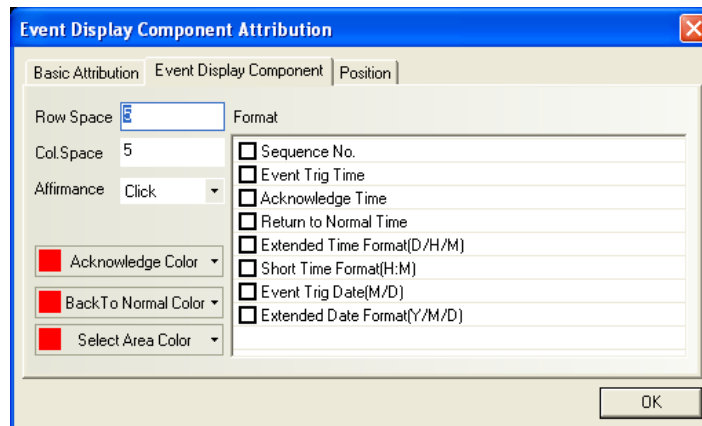 Event Display Component Attribution
Basic Attribution Event Display Component Position
Row Space 5 Format
Col.Space 5
Affirmance Click
Sequence No.
Event Trig Time
Acknowledge Time
Return to Normal Time
Extended Time Format(D/H/M)
Short Time Format(H:M)
Event Trig Date(M/D)
Extended Date Format(Y/M/D)
Acknowledge Color
BackTo Normal Color
Select Area Color
OK